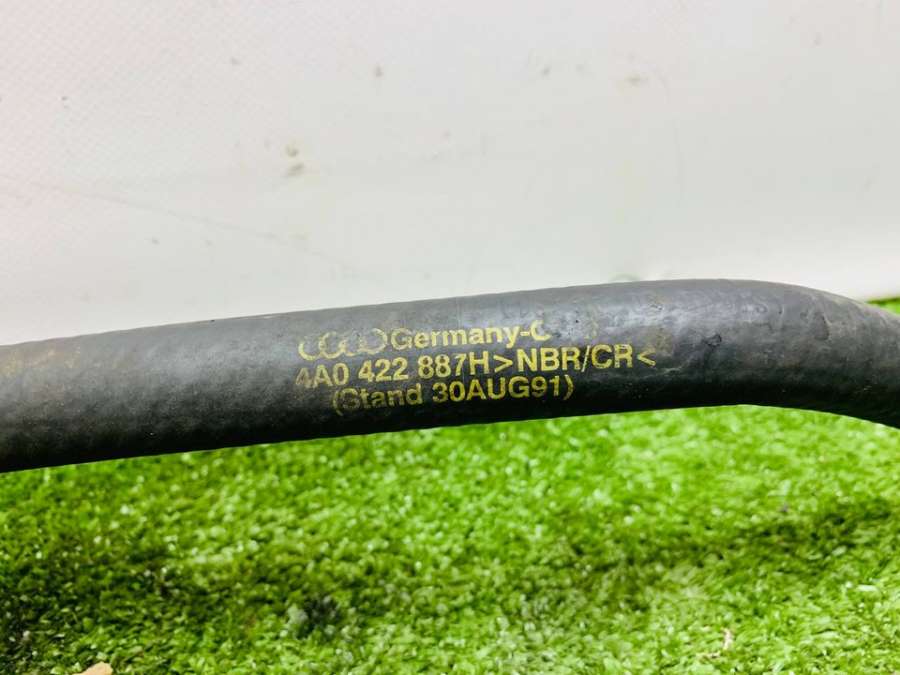 Germany-
4A0 422 887H>NBR/CR<
(Stand 30AUG91)